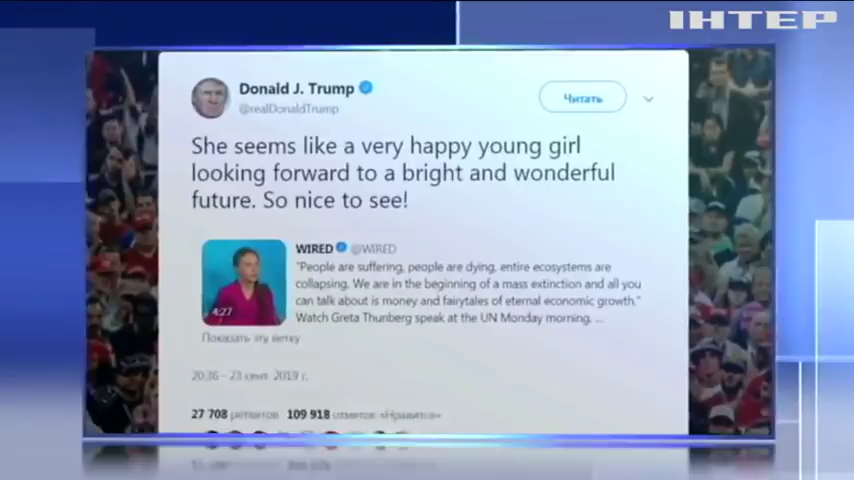 ІНТЕР
Donald J. Trump
@realDonaldTrump
Читать
She seems like a very happy young girl
looking forward to a bright and wonderful
future. So nice to see!
WIRED @WIRED
"People are suffering, people are dying, entire ecosystems are
collapsing. We are in the beginning of a mass extinction and all you
can talk about is money and fairytales of eternal economic growth."
Watch Greta Thunberg speak at the UN Monday morning. ...
4:27
Показать эту ветку
20:36 - 23 сент. 2019 г.
27 708 ретвитов 109 918 отметок «Нравится»